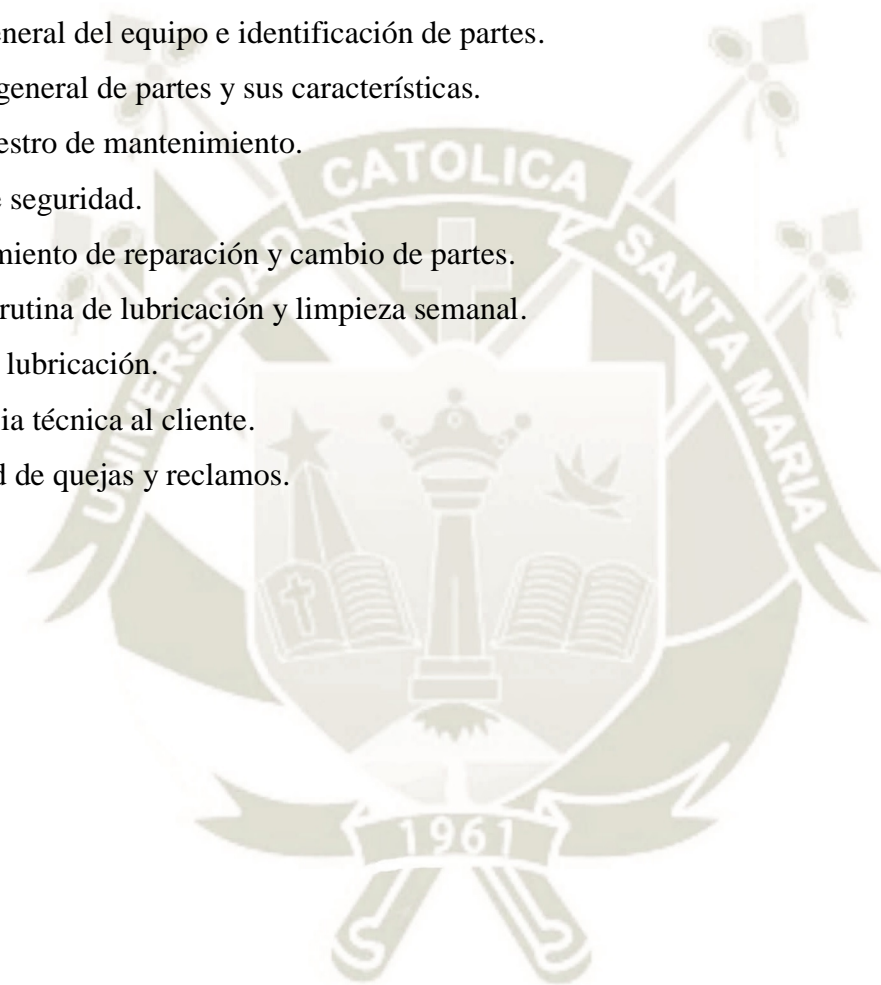 eneral del equipo e identificación de partes.
general de partes y sus características.
estro de mantenimiento.
e seguridad.
miento de reparación y cambio de partes.
rutina de lubricación y limpieza semanal.
lubricación.
ia técnica al cliente.
d de quejas y reclamos.
UNIVERSIDAD CATOLICA SANTA MARIA
1961